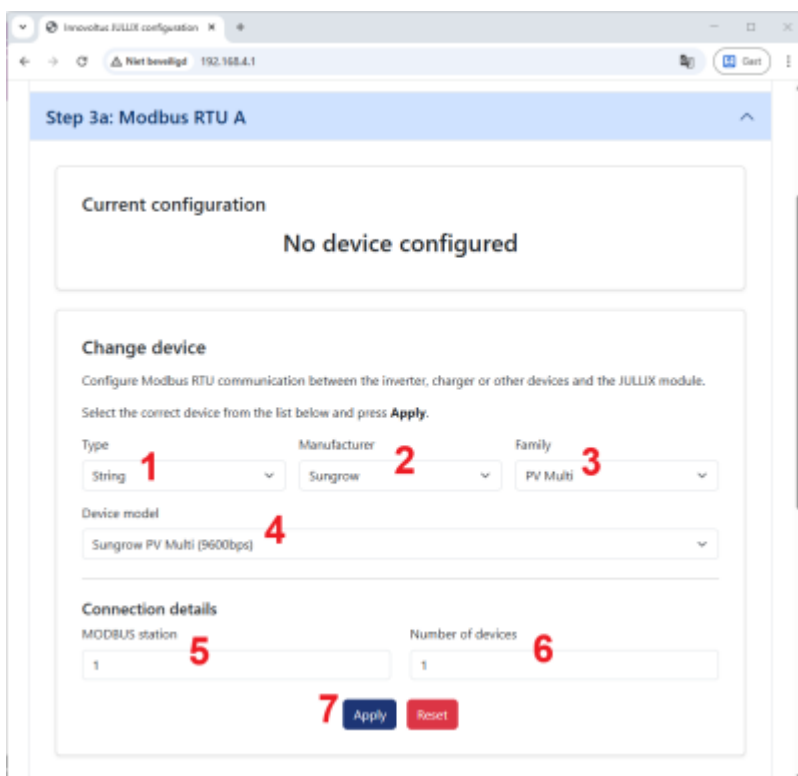 Innovoltus JULLIX configuration
Niet beveiligd 192.168.4.1
Gast
Step 3a: Modbus RTU A
Current configuration
No device configured
Change device
Configure Modbus RTU communication between the inverter, charger or other devices and the JULLIX module.
Select the correct device from the list below and press Apply.
Type Manufacturer Family
1 2 3
String Sungrow PV Multi
Device model
4
Sungrow PV Multi (9600bps)
Connection details
MODBUS station Number of devices
5 6
1 1
7 Apply Reset